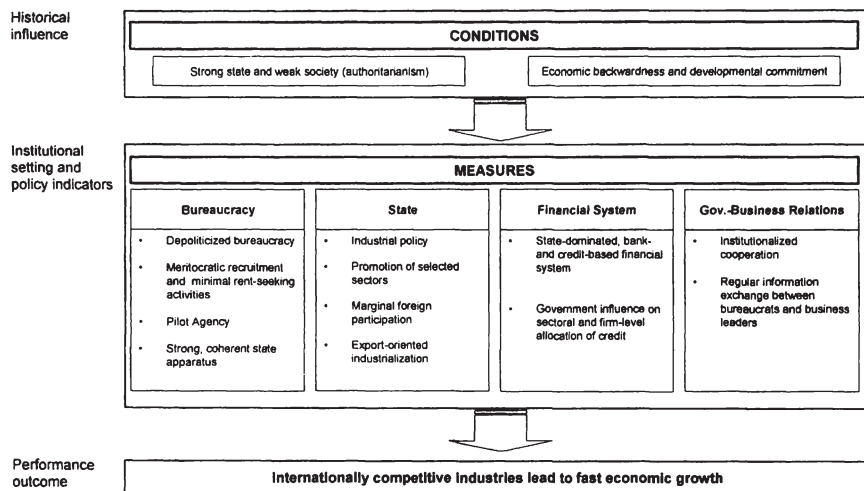 Historical
influence
CONDITIONS
Strong state and weak society (authoritarianism)
Economic backwardness and developmental commitment
Institutional
setting and
policy indicators
MEASURES
Bureaucracy
• Depoliticized bureaucracy
• Meritocratic recruitment
and minimal rent-seeking
activities
• Pilot Agency
• Strong, coherent state
apparatus
State
• Industrial policy
• Promotion of selected
sectors
• Marginal foreign
participation
• Export-oriented
industrialization
Financial System
• State-dominated, bank-
and credit-based financial
system
• Government influence on
sectoral and firm-level
allocation of credit
Gov.-Business Relations
• Institutionalized
cooperation
• Regular information
exchange between
bureaucrats and business
leaders
Performance
outcome
Internationally competitive industries lead to fast economic growth